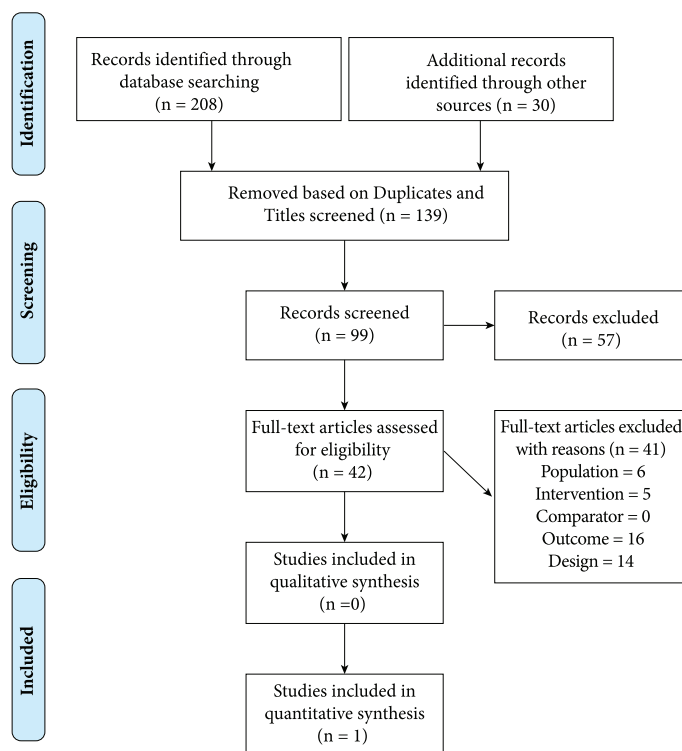 Identification
Records identified through
database searching
(n = 208)
Additional records
identified through other
sources (n = 30)
Removed based on Duplicates and
Titles screened (n = 139)
Screening
Records screened
(n = 99)
Records excluded
(n = 57)
Eligibility
Full-text articles assessed
for eligibility
(n = 42)
Full-text articles excluded
with reasons (n = 41)
Population = 6
Intervention = 5
Comparator = 0
Outcome = 16
Design = 14
Studies included in
qualitative synthesis
(n =0)
Included
Studies included in
quantitative synthesis
(n = 1)